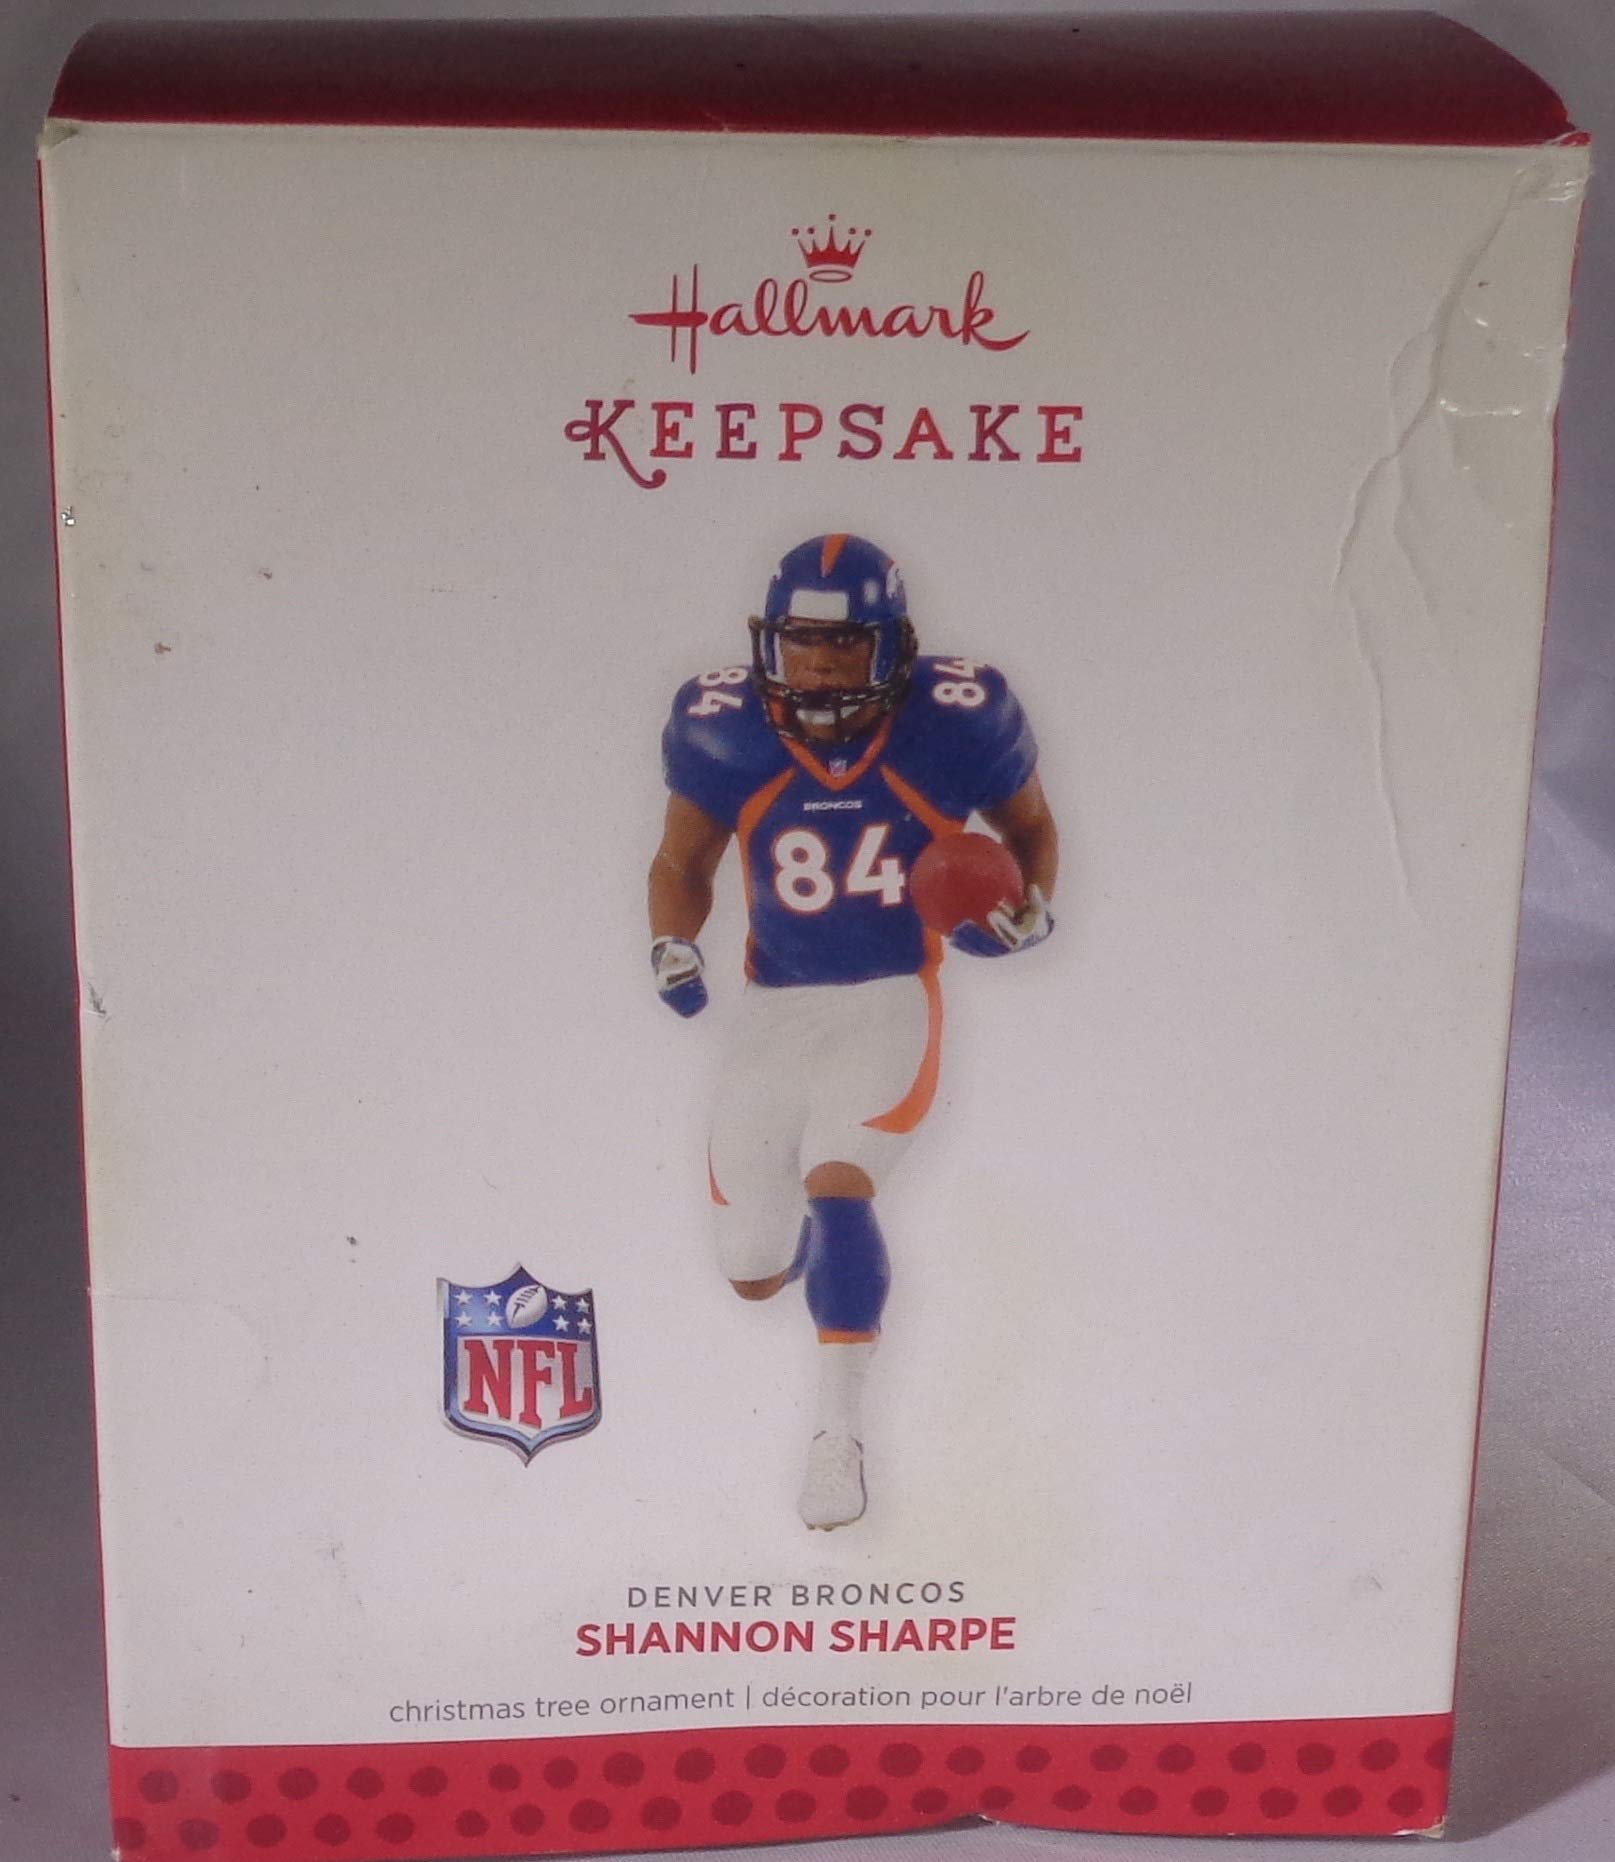 Hallmark
KEEPSAKE
84 84
BRONCOS
84
NFL
DENVER BRONCOS
SHANNON SHARPE
christmas tree ornament | décoration pour l'arbre de noël